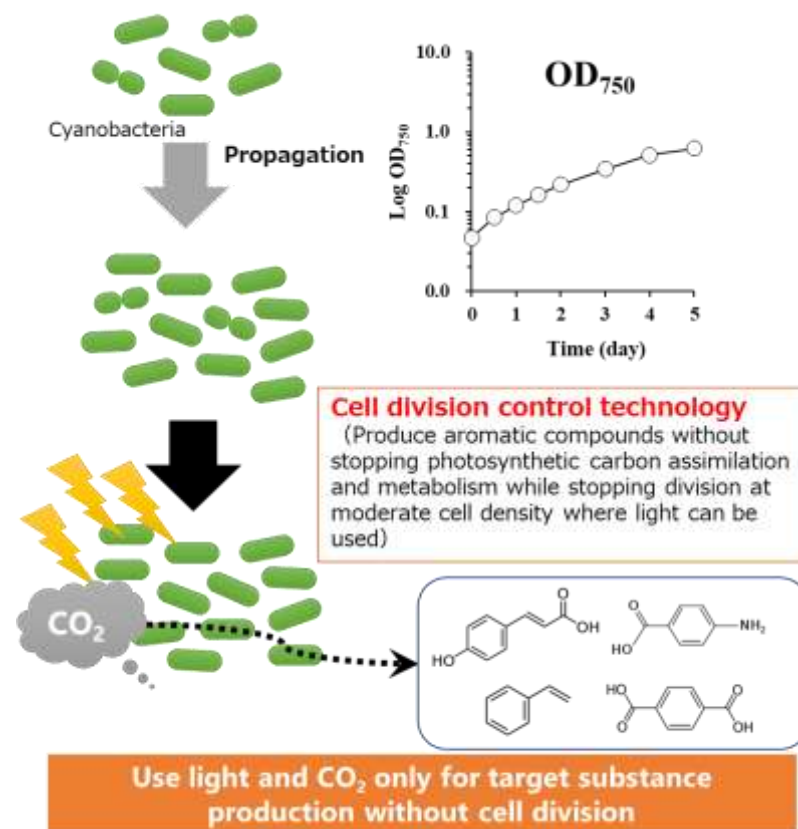 Cyanobacteria
Propagation
OD750
Log OD750
10.0
1.0
0.1
0.0
0 1 2 3 4 5
Time (day)
Cell division control technology
(Produce aromatic compounds without
stopping photosynthetic carbon assimilation
and metabolism while stopping division at
moderate cell density where light can be
used)
CO2
O
OH
HO
O
HO
NH2
HO
O
O
OH
Use light and CO2 only for target substance
production without cell division